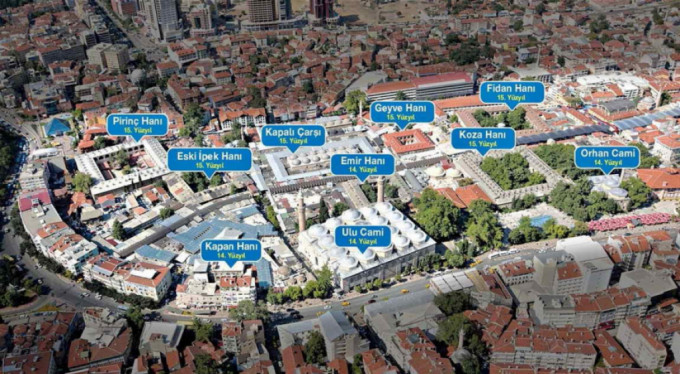 Fidan Hanı
15. Yüzyıl
Geyve Hanı
15. Yüzyıl
Pirinç Hanı
15. Yüzyıl
Kapalı Çarşı
15. Yüzyıl
Koza Hanı
15. Yüzyıl
Eski İpek Hanı
15. Yüzyıl
Emir Hanı
14. Yüzyıl
Orhan Cami
14. Yüzyıl
Ulu Cami
14. Yüzyıl
Kapan Hanı
14. Yüzyıl